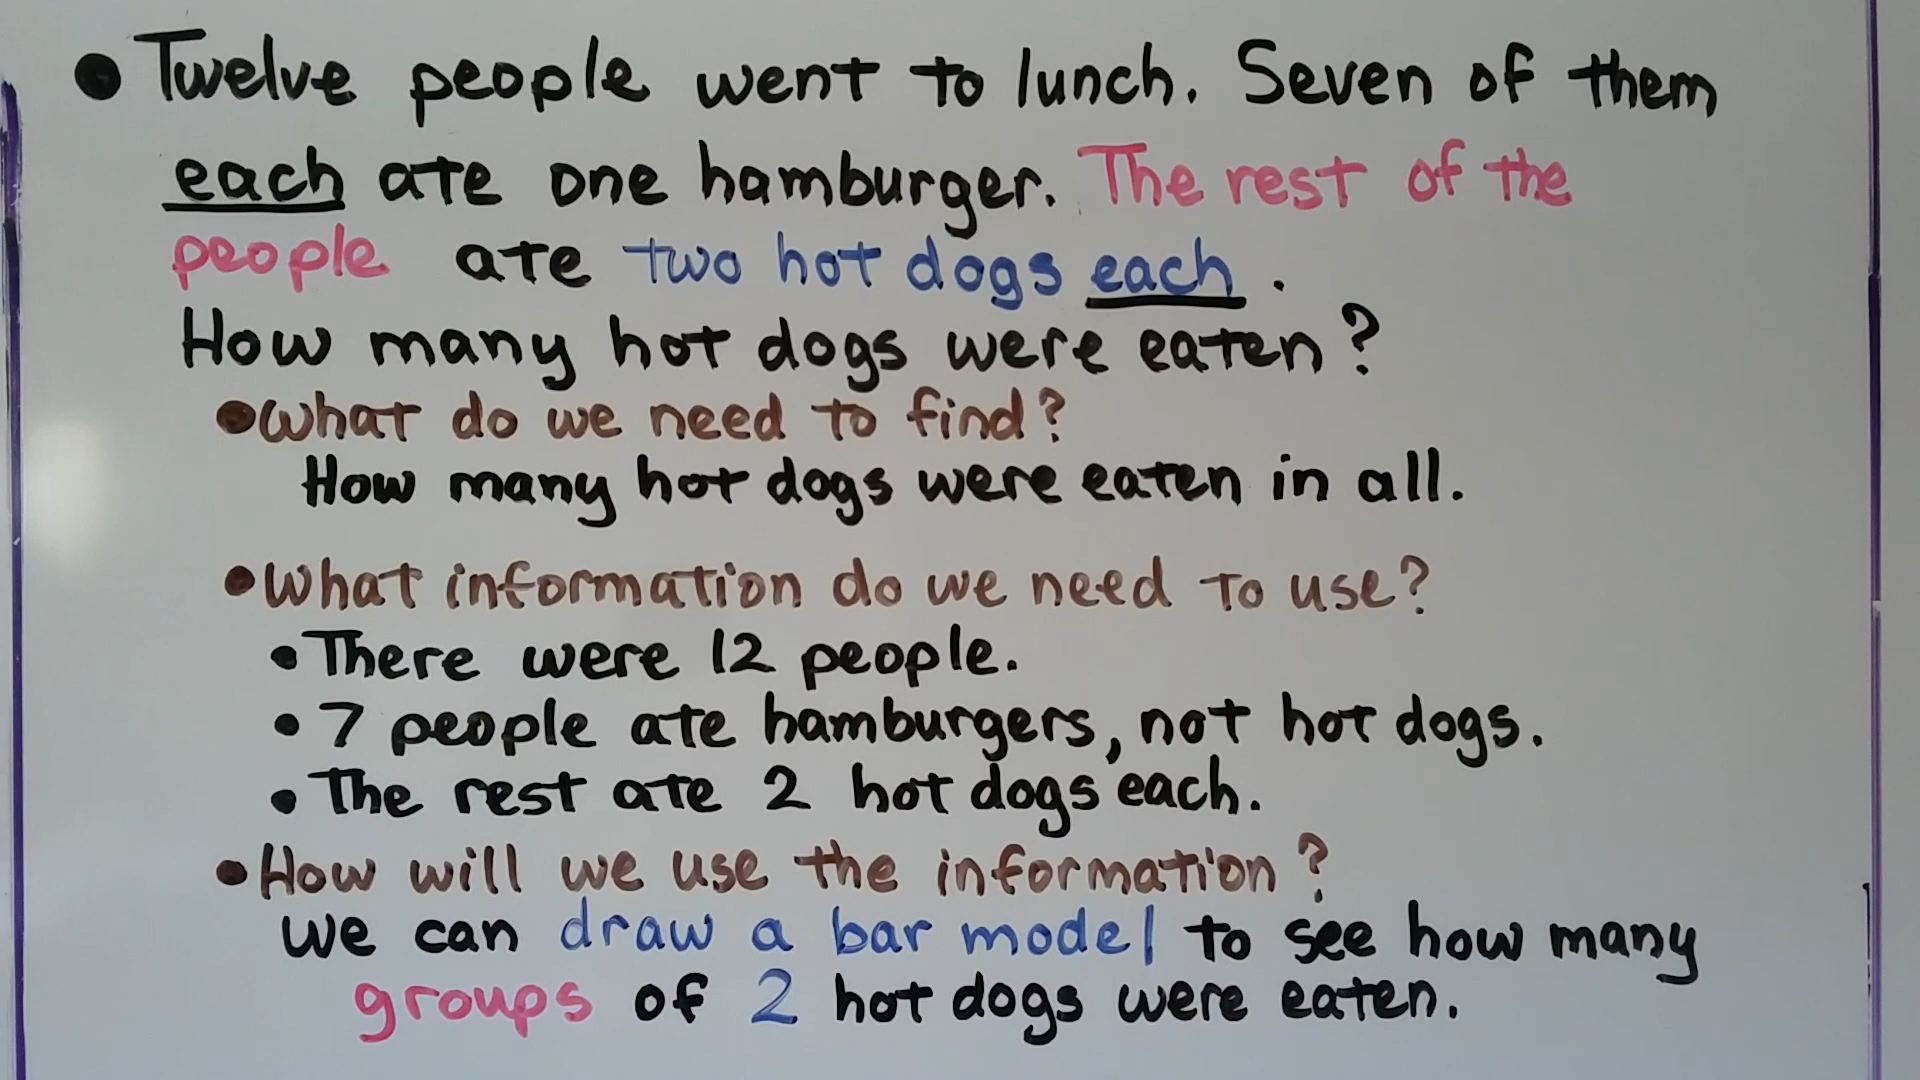 • Twelve people went to lunch. Seven of them
each ate one hamburger. The rest of the
people ate two hot dogs each.
How many hot dogs were eaten?
• What do we need to find?
How many hot dogs were eaten in all.
• What information do we need to use?
• There were 12 people.
• 7 people ate hamburgers, not hot dogs.
• The rest ate 2 hot dogs each.
• How will we use the information?
We can draw a bar model to see how many
groups of 2 hot dogs were eaten.